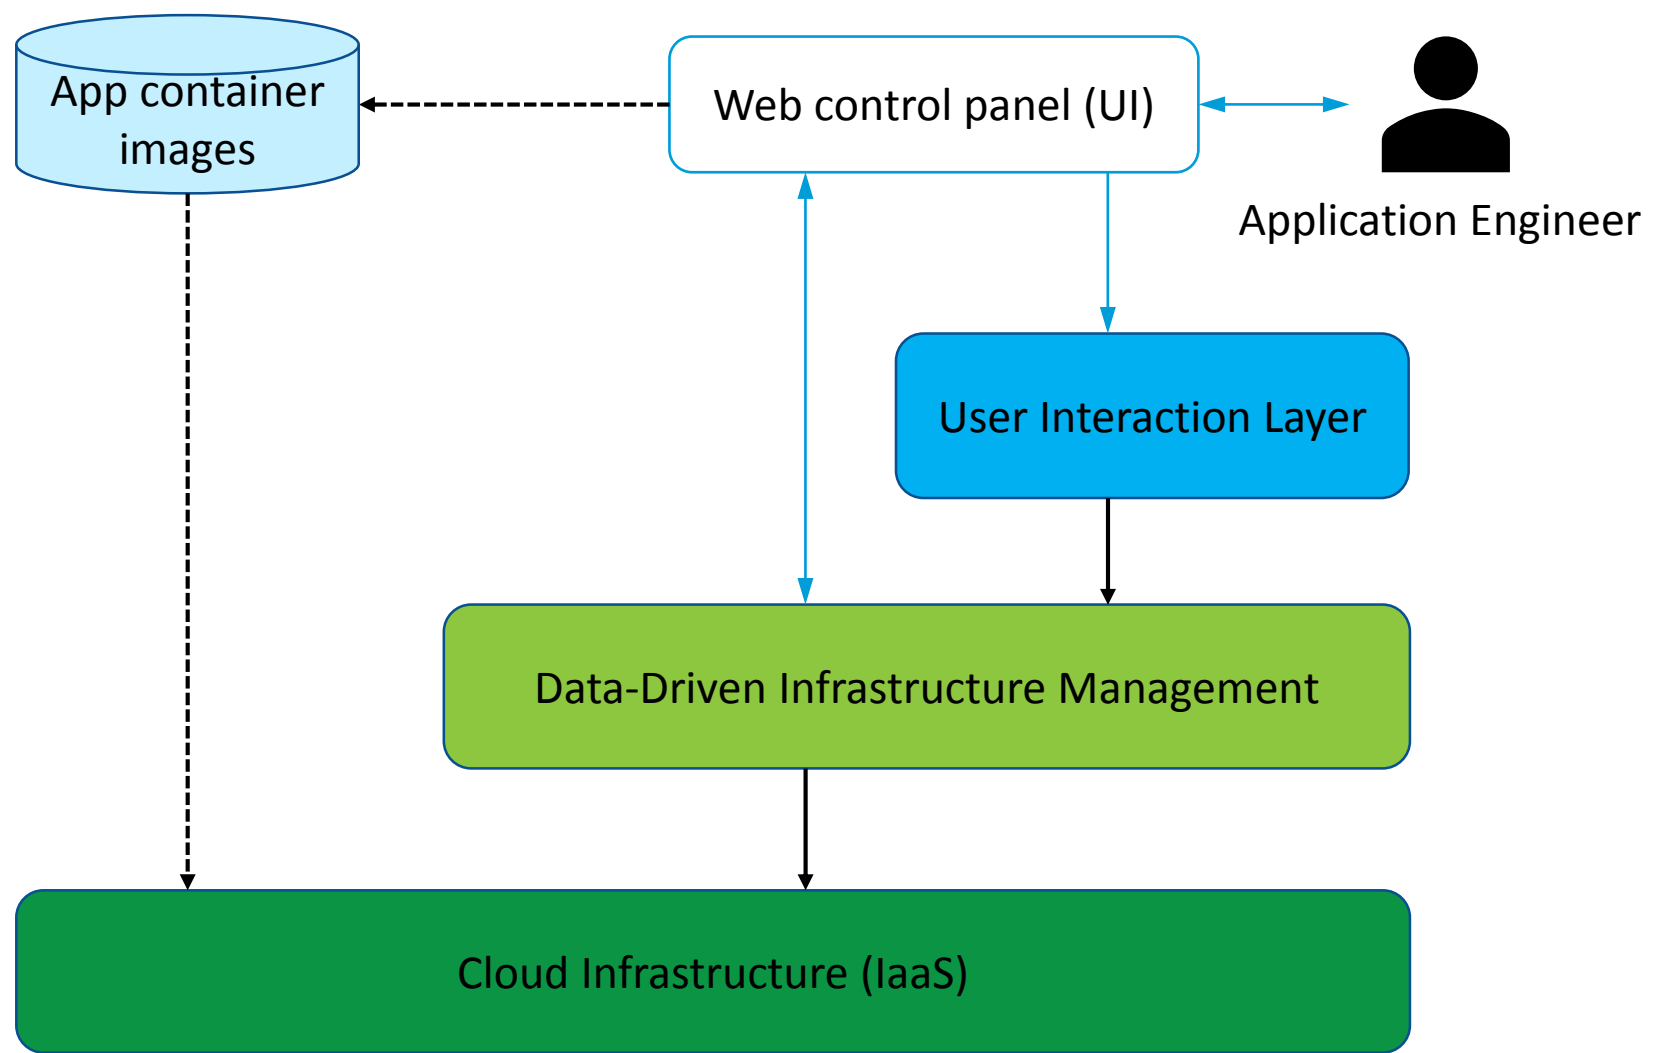 App container
images
Web control panel (UI)
Application Engineer
User Interaction Layer
Data-Driven Infrastructure Management
Cloud Infrastructure (IaaS)